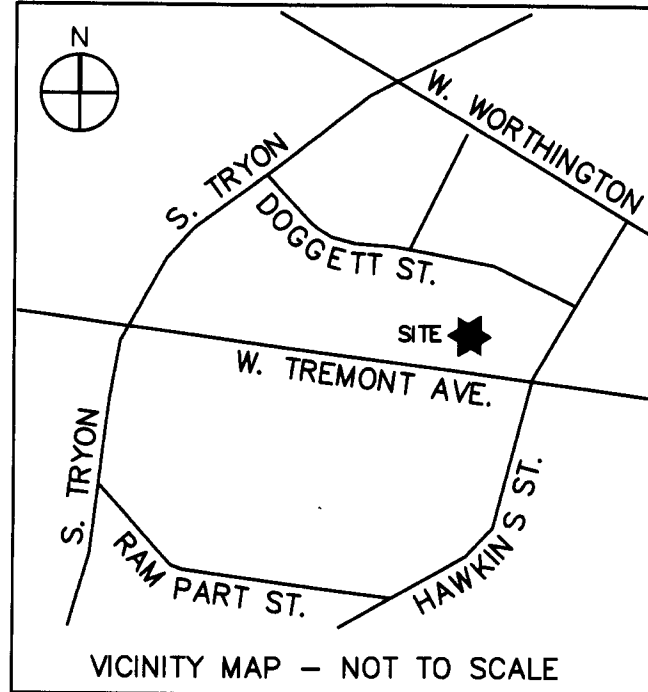 N
W. WORTHINGTON
S. TRYON
DOGGETT ST.
SITE
W. TREMONT AVE.
S. TRYON
RAM PART ST.
HAWKINS ST.
VICINITY MAP – NOT TO SCALE